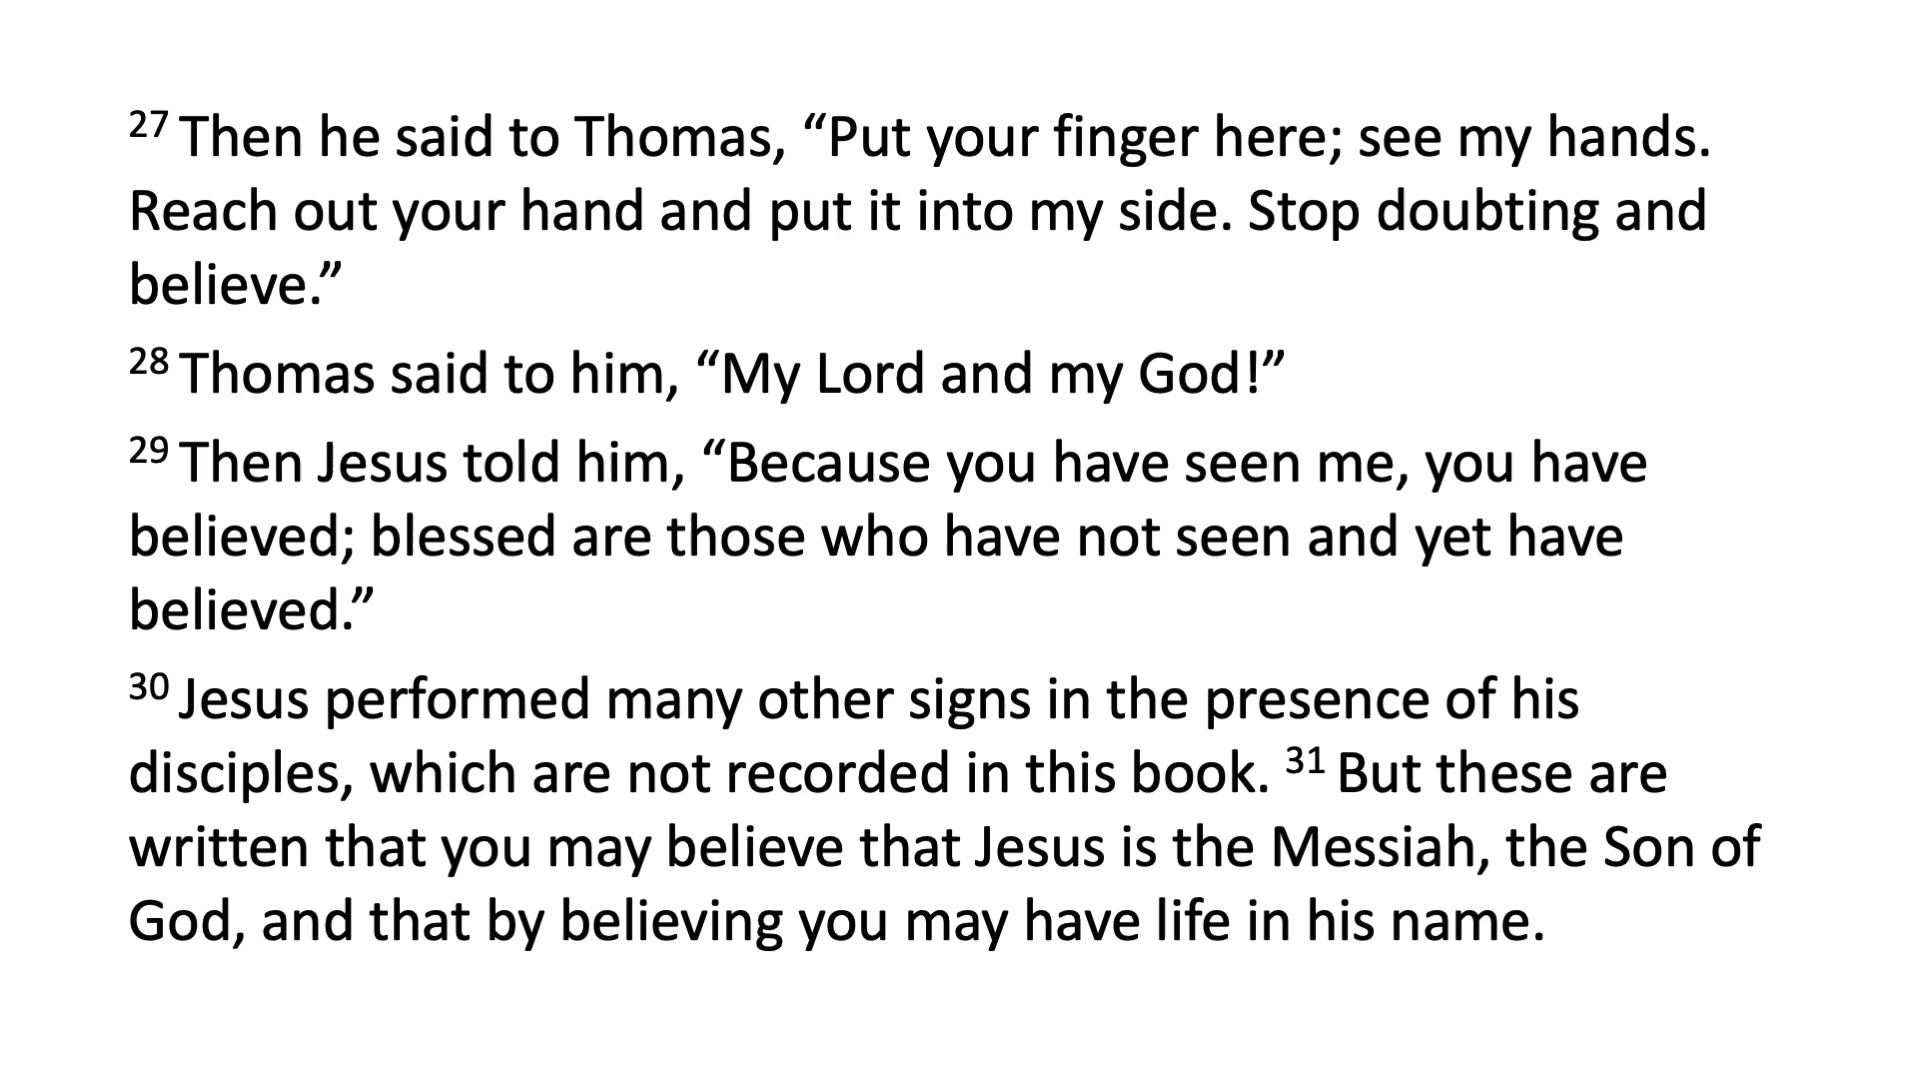 27 Then he said to Thomas, “Put your finger here; see my hands.
Reach out your hand and put it into my side. Stop doubting and
believe.”
28 Thomas said to him, “My Lord and my God!”
29 Then Jesus told him, “Because you have seen me, you have
believed; blessed are those who have not seen and yet have
believed.”
30 Jesus performed many other signs in the presence of his
disciples, which are not recorded in this book. 31 But these are
written that you may believe that Jesus is the Messiah, the Son of
God, and that by believing you may have life in his name.